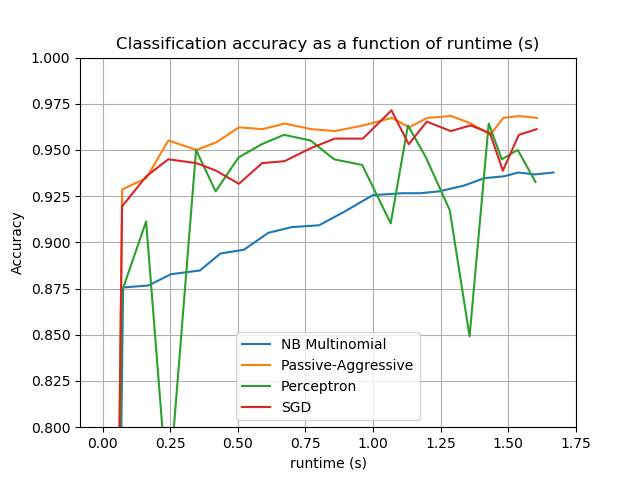 Classification accuracy as a function of runtime (s)
1.000
0.975
0.950
0.925
0.900
0.875
0.850
0.825
0.800
Accuracy
NB Multinomial
Passive-Aggressive
Perceptron
SGD
0.00 0.25 0.50 0.75 1.00 1.25 1.50 1.75
runtime (s)